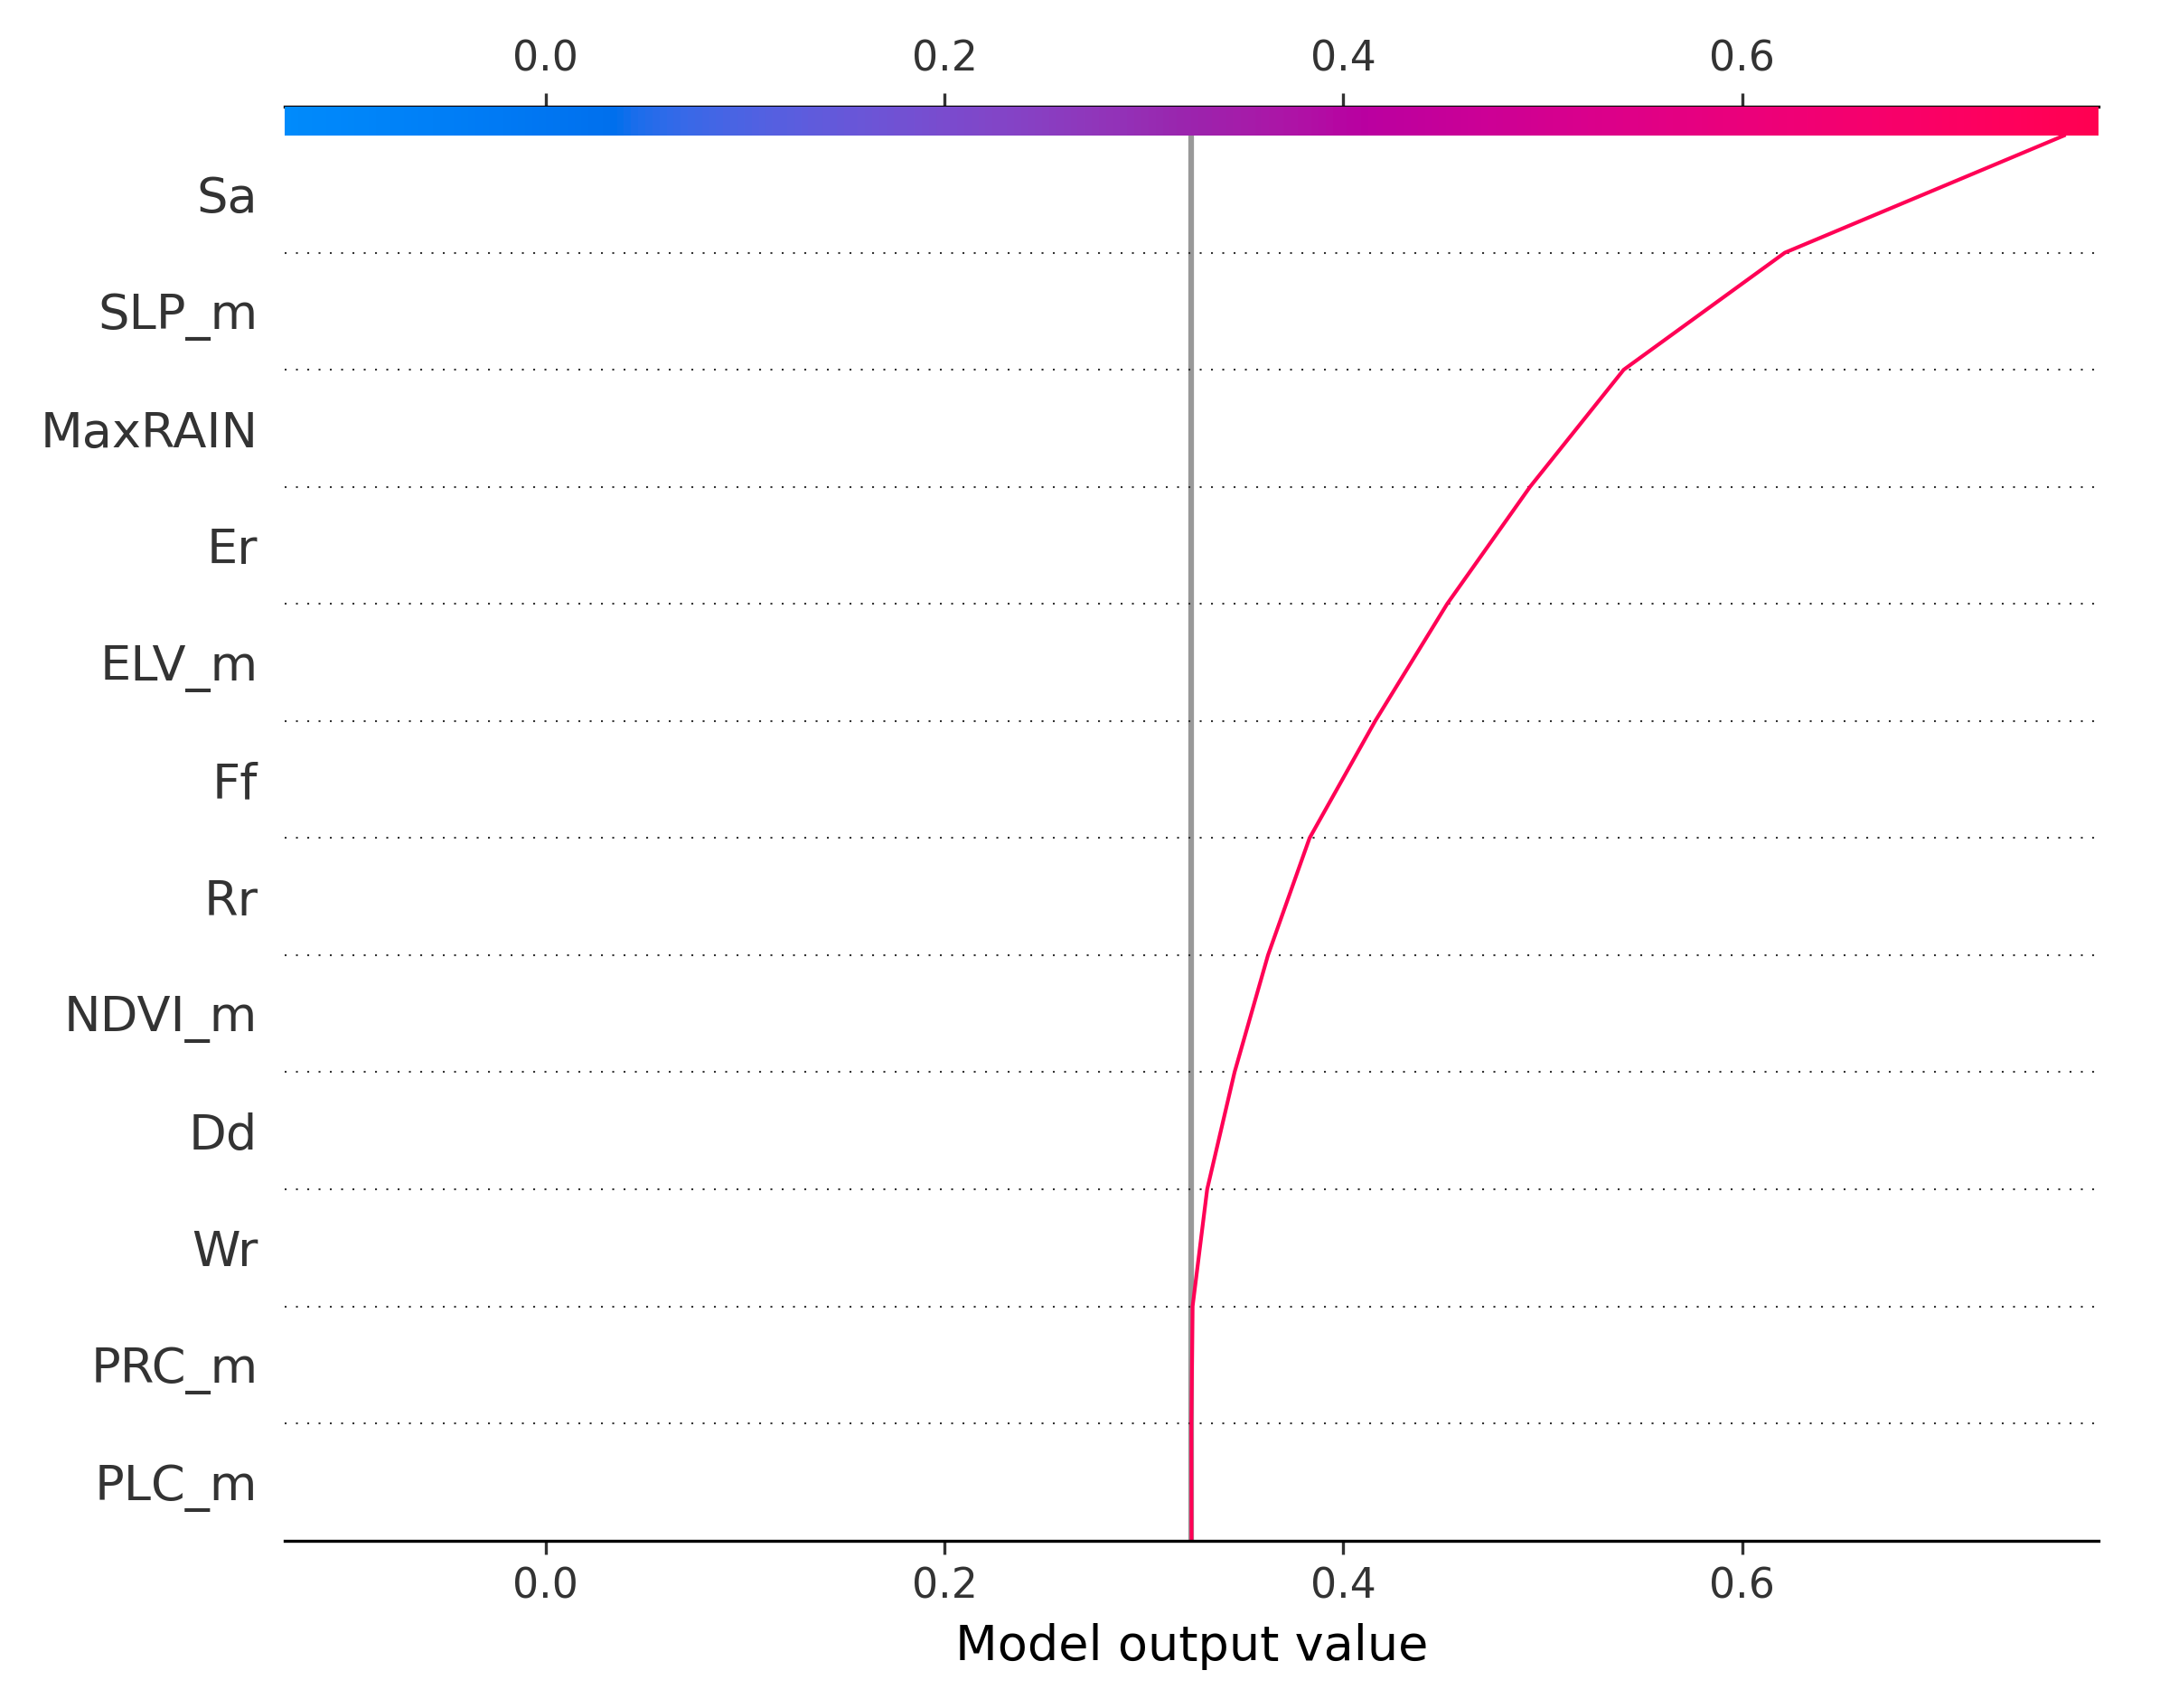 0.0 0.2 0.4 0.6
Sa
SLP_m
MaxRAIN
Er
ELV_m
Ff
Rr
NDVI_m
Dd
Wr
PRC_m
PLC_m
0.0 0.2 0.4 0.6
Model output value